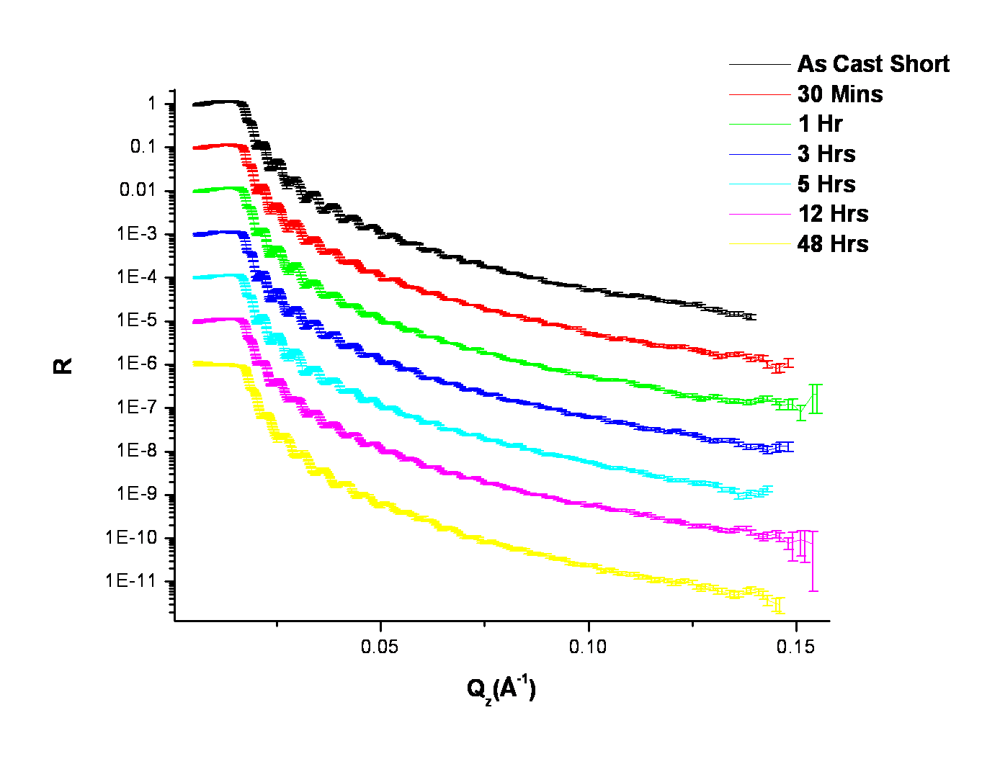 As Cast Short
30 Mins
1 Hr
3 Hrs
5 Hrs
12 Hrs
48 Hrs
1
0.1
0.01
1E-3
1E-4
1E-5
1E-6
1E-7
1E-8
1E-9
1E-10
1E-11
R
0.05 0.10 0.15
Qz(A-1)